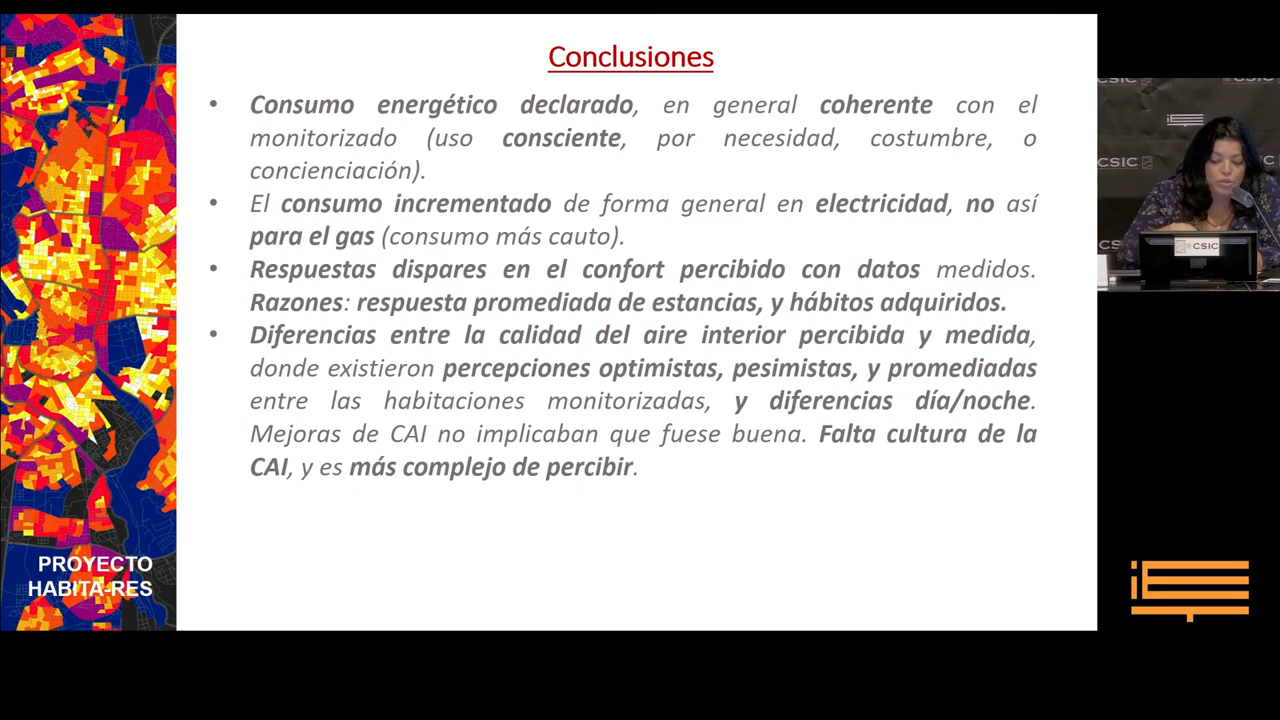 Conclusiones
• Consumo energético declarado, en general coherente con el
monitorizado (uso consciente, por necesidad, costumbre, o
concienciación).
• El consumo incrementado de forma general en electricidad, no así
para el gas (consumo más cauto).
• Respuestas dispares en el confort percibido con datos medidos.
Razones: respuesta promediada de estancias, y hábitos adquiridos.
• Diferencias entre la calidad del aire interior percibida y medida,
donde existieron percepciones optimistas, pesimistas, y promediadas
entre las habitaciones monitorizadas, y diferencias día/noche.
Mejoras de CAI no implicaban que fuese buena. Falta cultura de la
CAI, y es más complejo de percibir.
PROYECTO
HABITA-RES
CSIC
CSIC
CSIC
CSIC